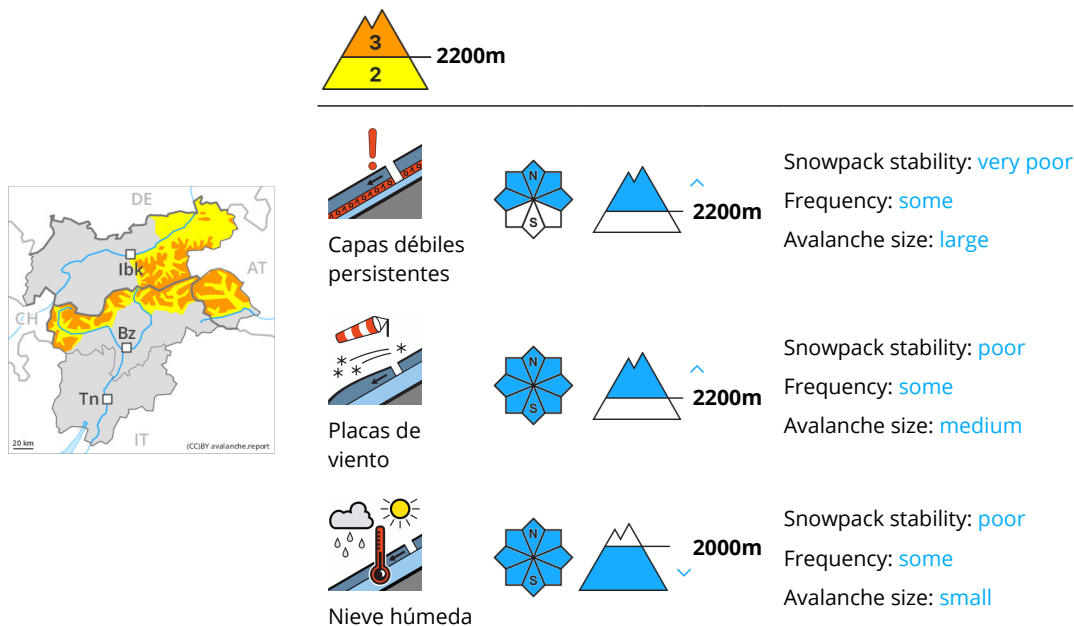 3
2200m
2
DE
Ibk
AT
CH
Bz
Tn
IT
20 km
(CC)BY avalanche.report
N
S
2200m
Capas débiles
persistentes
Snowpack stability: very poor
Frequency: some
Avalanche size: large
N
S
2200m
Placas de
viento
Snowpack stability: poor
Frequency: some
Avalanche size: medium
N
S
2000m
Nieve húmeda
Snowpack stability: poor
Frequency: some
Avalanche size: small